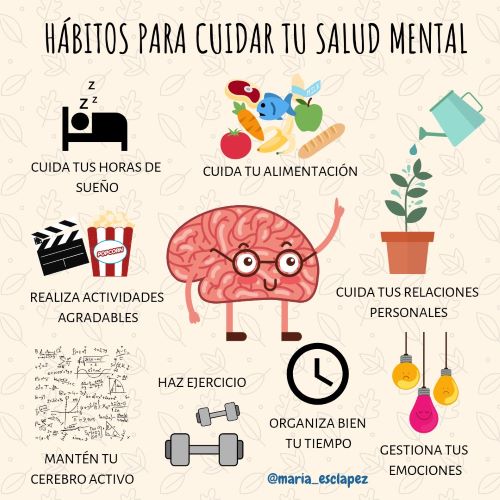 HÁBITOS PARA CUIDAR TU SALUD MENTAL
z
z
z
CUIDA TUS HORAS DE
SUEÑO
CUIDA TU ALIMENTACIÓN
POPCORN
REALIZA ACTIVIDADES
AGRADABLES
CUIDA TUS RELACIONES
PERSONALES
MANTÉN TU
CEREBRO ACTIVO
HAZ EJERCICIO
ORGANIZA BIEN
TU TIEMPO
GESTIONA TUS
EMOCIONES
@maria_esclapez